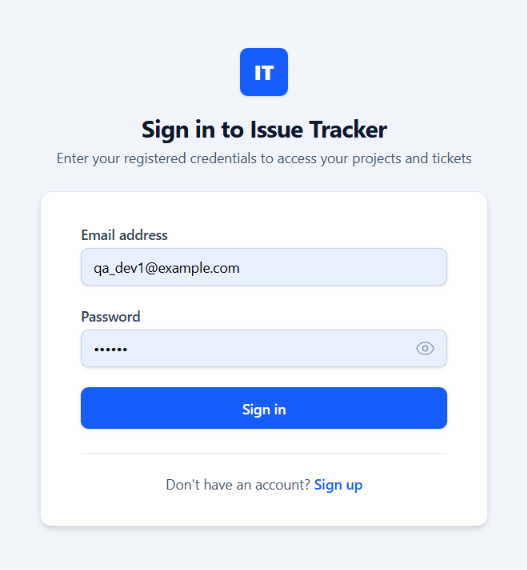 IT
Sign in to Issue Tracker
Enter your registered credentials to access your projects and tickets
Email address
qa_dev1@example.com
Password
••••••
Sign in
Don't have an account? Sign up